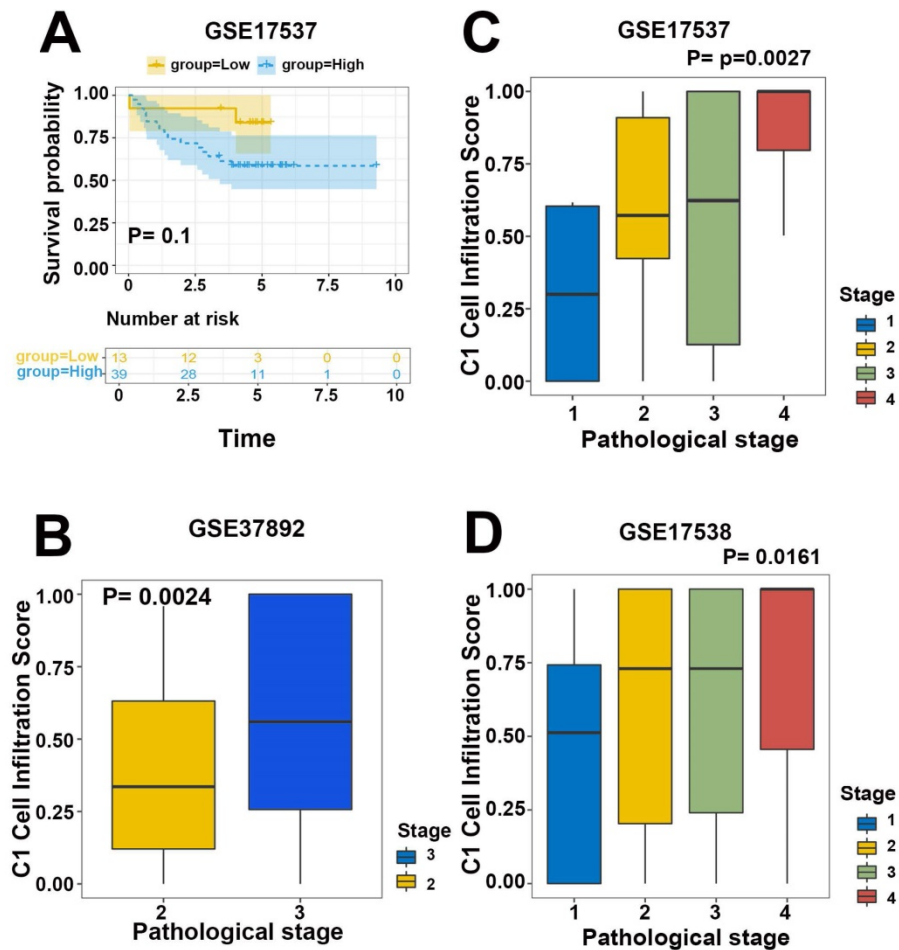 A
GSE17537
group=Low group=High
Survival probability
1.00
0.75
0.50
0.25
0.00
P= 0.1
0 2.5 5 7.5 10
Number at risk
group=Low 13 12 3 0 0
group=High 39 28 11 1 0
0 2.5 5 7.5 10
Time
C
GSE17537
P= p=0.0027
C1 Cell Infiltration Score
1.00
0.75
0.50
0.25
0.00
1 2 3 4
Pathological stage
Stage
1
2
3
4
B
GSE37892
P= 0.0024
C1 Cell Infiltration Score
1.00
0.75
0.50
0.25
0.00
2 3
Pathological stage
Stage
3
2
D
GSE17538
P= 0.0161
C1 Cell Infiltration Score
1.00
0.75
0.50
0.25
0.00
1 2 3 4
Pathological stage
Stage
1
2
3
4